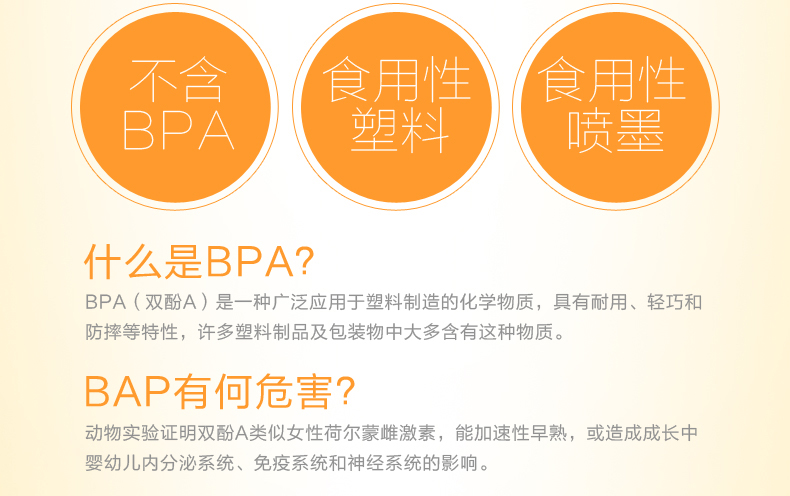 不含
BPA
食用性
塑料
食用性
喷墨
什么是BPA?
BPA（双酚A）是一种广泛应用于塑料制造的化学物质，具有耐用、轻巧和
防摔等特性，许多塑料制品及包装物中大多含有这种物质。
BAP有何危害?
动物实验证明双酚A类似女性荷尔蒙雌激素，能加速性早熟，或造成成长中
婴幼儿内分泌系统、免疫系统和神经系统的影响。